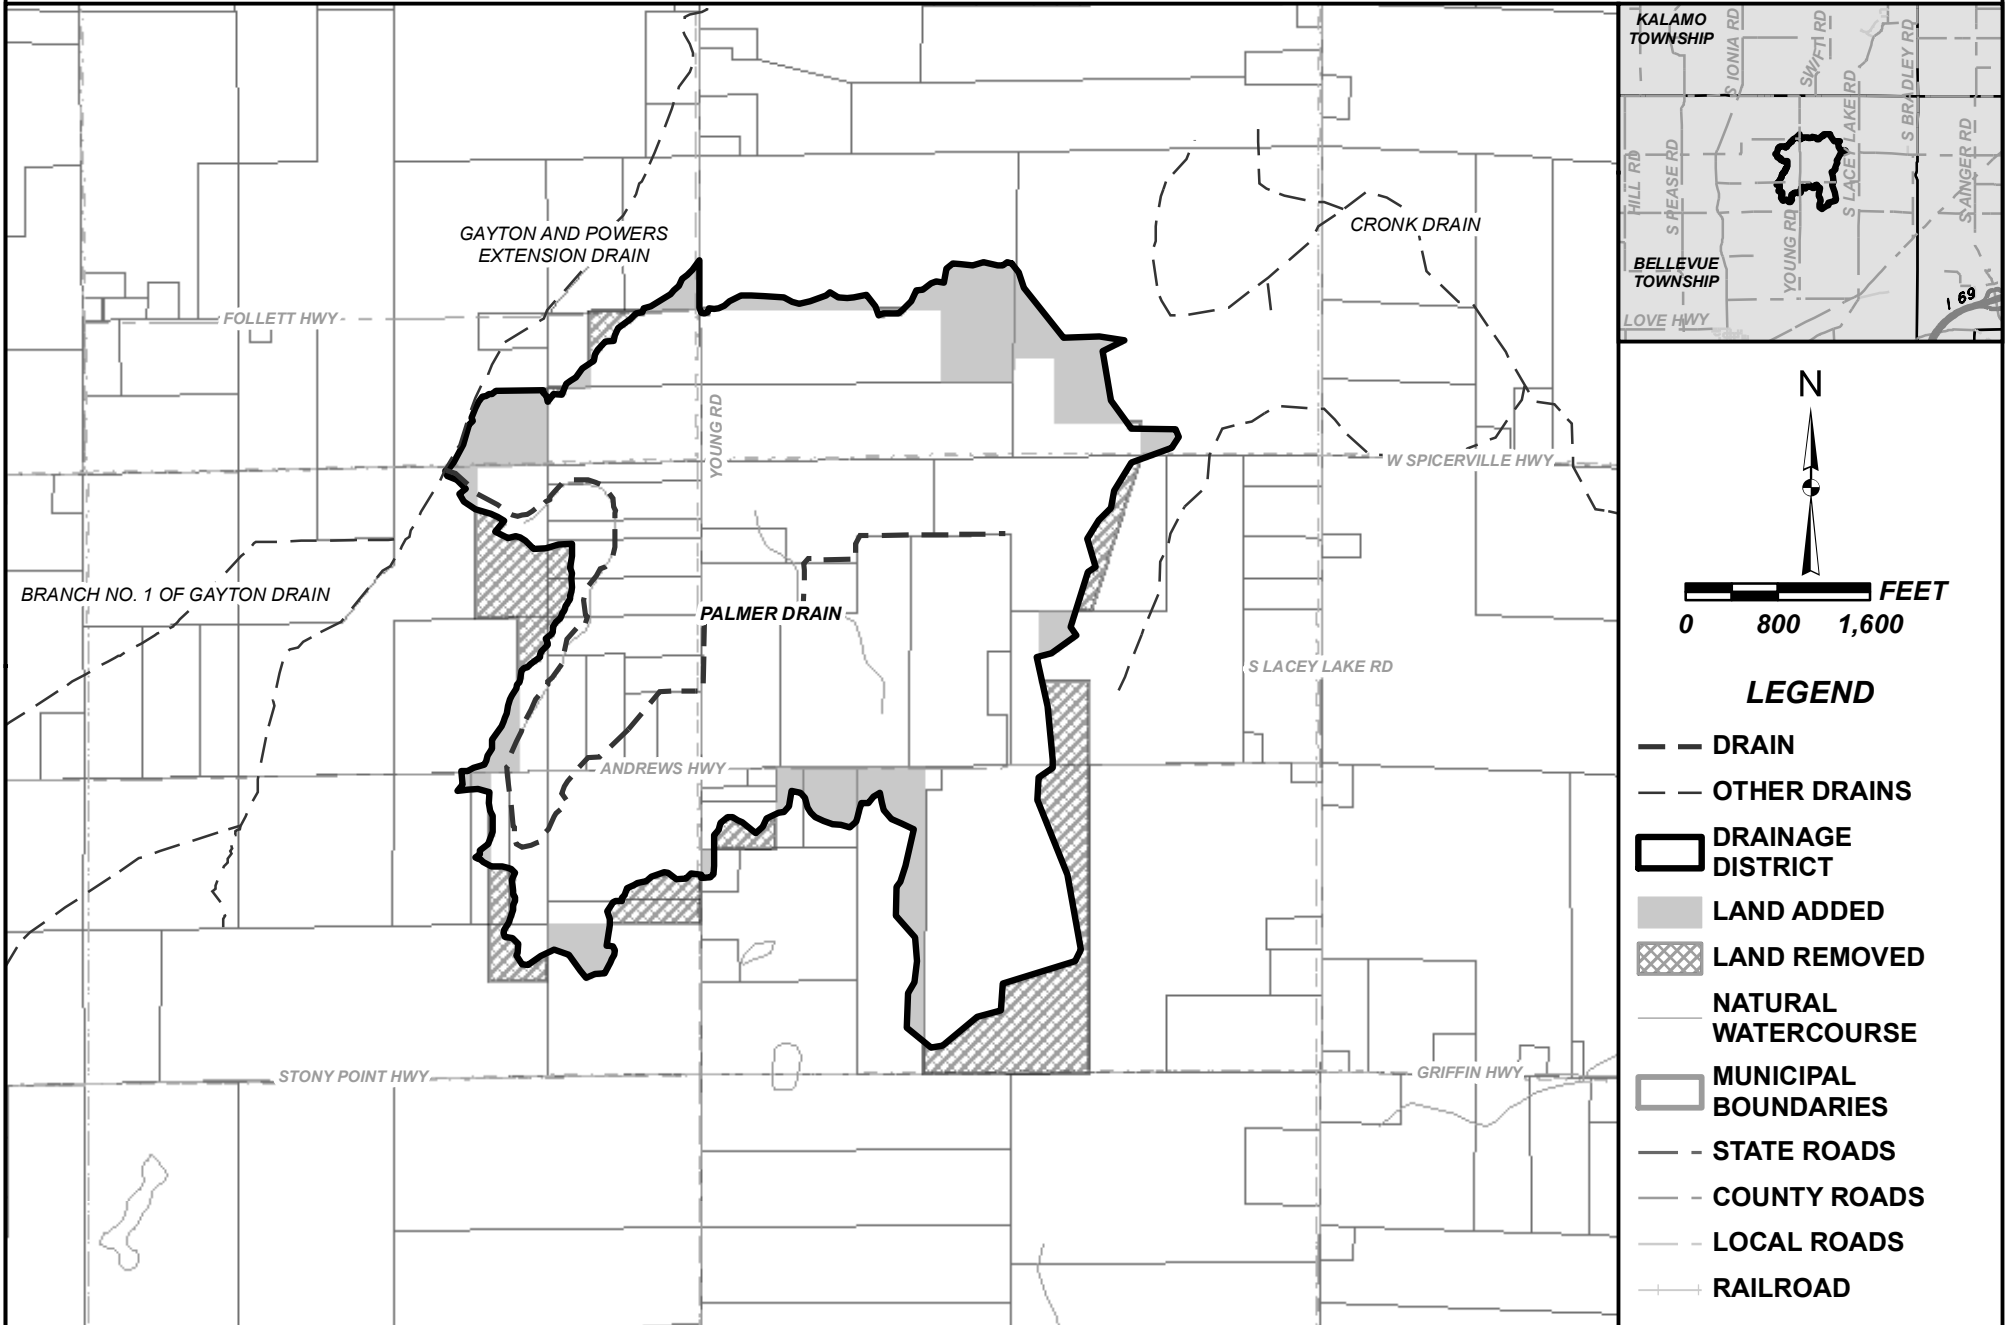 GAYTON AND POWERS
EXTENSION DRAIN
CRONK DRAIN
FOLLETT HWY
YOUNG RD
W SPICERVILLE HWY
BRANCH NO. 1 OF GAYTON DRAIN
PALMER DRAIN
S LACEY LAKE RD
ANDREWS HWY
STONY POINT HWY
GRIFFIN HWY
KALAMO
TOWNSHIP
S IONIA RD
SWIFT RD
S LACEY LAKE RD
S BRADLEY RD
S AINGER RD
HILL RD
S PEASE RD
YOUNG RD
BELLEVUE
TOWNSHIP
LOVE HWY
I 69
N
FEET
0 800 1,600
LEGEND
DRAIN
OTHER DRAINS
DRAINAGE
DISTRICT
LAND ADDED
LAND REMOVED
NATURAL
WATERCOURSE
MUNICIPAL
BOUNDARIES
STATE ROADS
COUNTY ROADS
LOCAL ROADS
RAILROAD